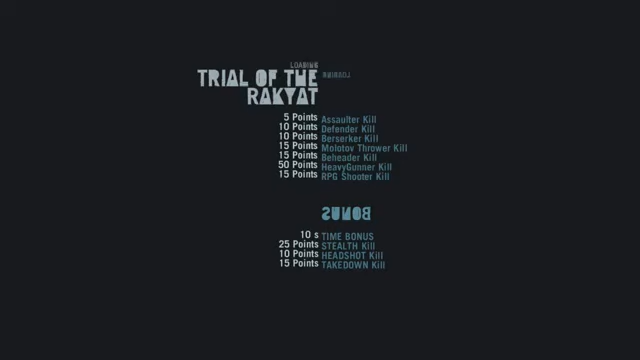 LOADING
LOADING
TRIAL OF THE
RAKYAT
5 Points Assaulter Kill
10 Points Defender Kill
10 Points Berserker Kill
15 Points Molotov Thrower Kill
15 Points Beheader Kill
50 Points HeavyGunner Kill
15 Points RPG Shooter Kill
BONUS
10 s TIME BONUS
25 Points STEALTH Kill
10 Points HEADSHOT Kill
15 Points TAKEDOWN Kill